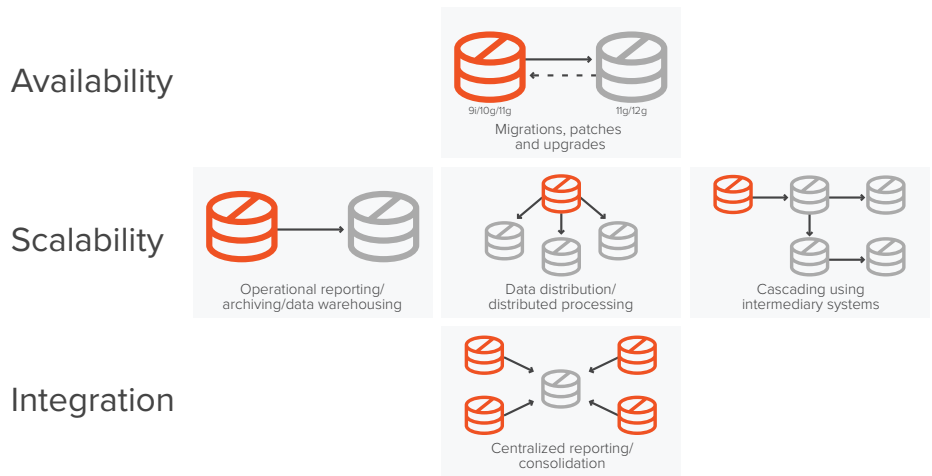 Availability
9i/10g/11g
11g/12g
Migrations, patches
and upgrades
Scalability
Operational reporting/
archiving/data warehousing
Data distribution/
distributed processing
Cascading using
intermediary systems
Integration
Centralized reporting/
consolidation